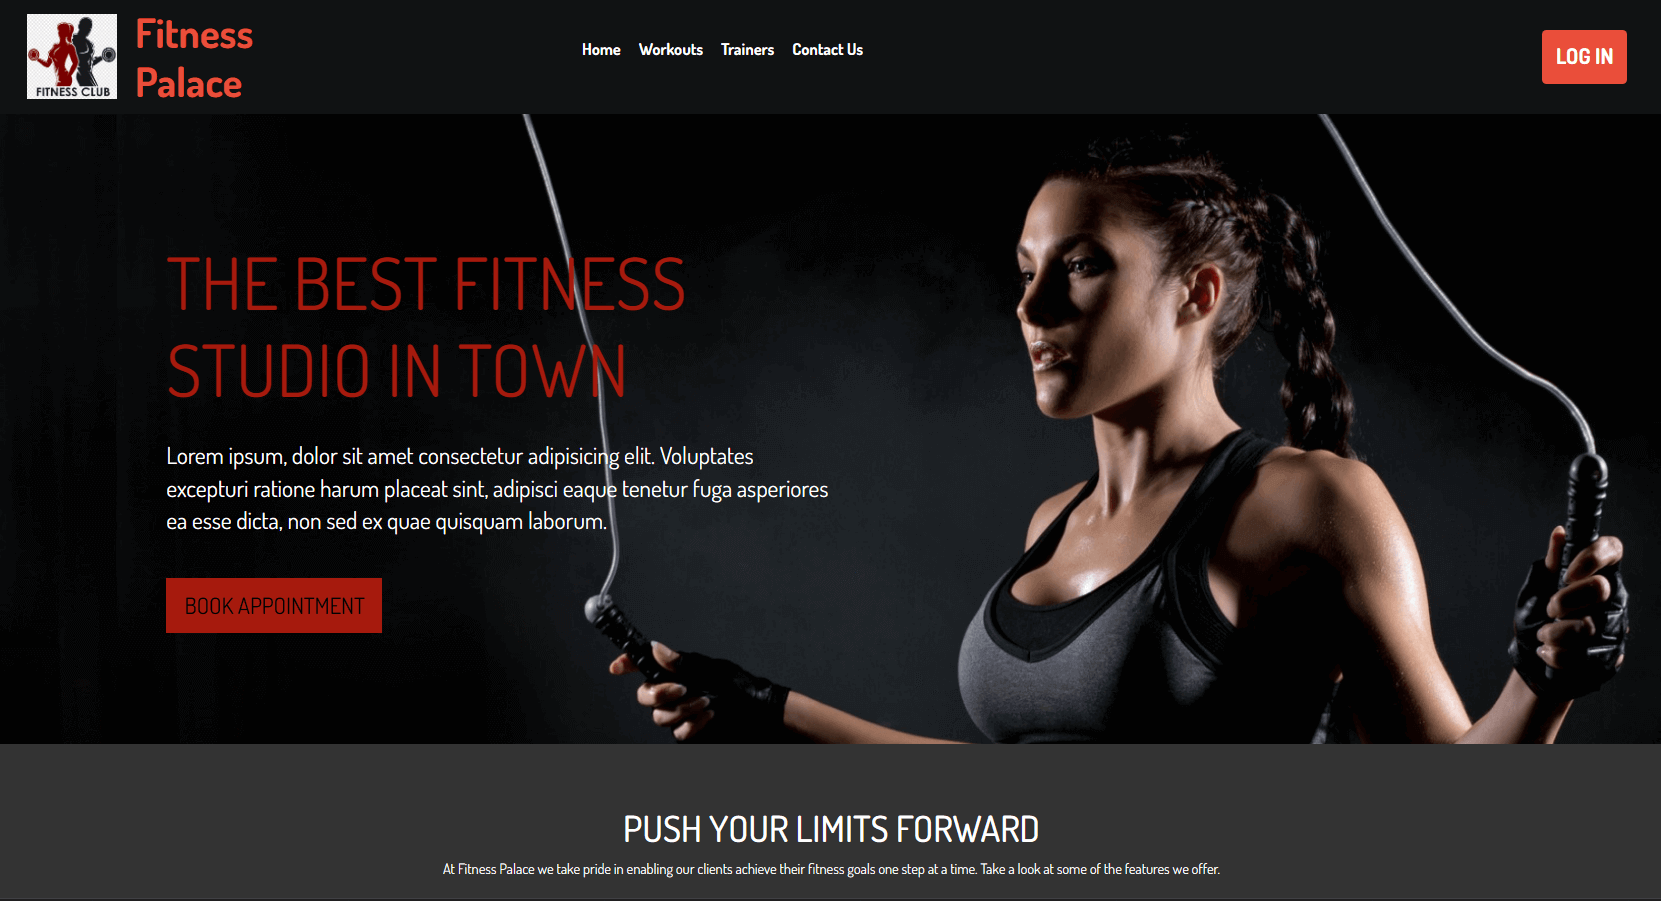 FITNESS CLUB
Fitness
Palace
Home Workouts Trainers Contact Us
LOG IN
THE BEST FITNESS
STUDIO IN TOWN
Lorem ipsum, dolor sit amet consectetur adipisicing elit. Voluptates
excepturi ratione harum placeat sint, adipisci eaque tenetur fuga asperiores
ea esse dicta, non sed ex quae quisquam laborum.
BOOK APPOINTMENT
PUSH YOUR LIMITS FORWARD
At Fitness Palace we take pride in enabling our clients achieve their fitness goals one step at a time. Take a look at some of the features we offer.